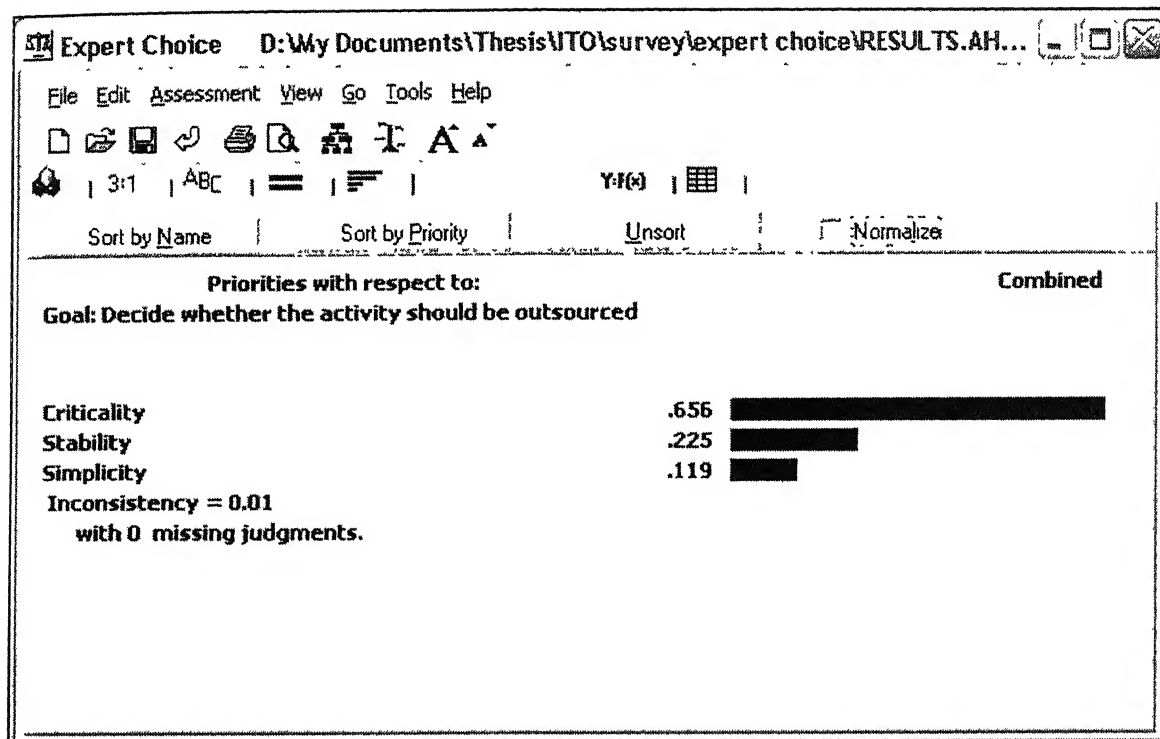 Expert Choice D:\My Documents\Thesis\ITO\survey\expert choice\RESULTS.AH...
File Edit Assessment View Go Tools Help
A A
3:1 ABC Y=F(x)
Sort by Name Sort by Priority Unsort Normalize
Priorities with respect to: Combined
Goal: Decide whether the activity should be outsourced
Criticality .656
Stability .225
Simplicity .119
Inconsistency = 0.01
with 0 missing judgments.